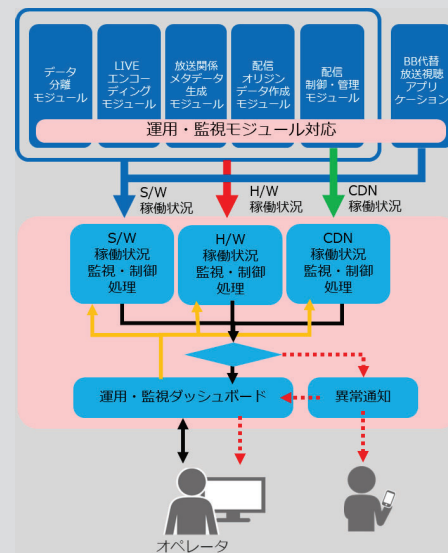 データ
分離
モジュール
LIVE
エンコー
ディング
モジュール
放送関係
メタデータ
生成
モジュール
配信
オリジン
データ作成
モジュール
配信
制御・管理
モジュール
BB代替
放送視聴
アプリ
ケーション
運用・監視モジュール対応
S/W
稼働状況
H/W
稼働状況
CDN
稼働状況
S/W
稼働状況
監視・制御
処理
H/W
稼働状況
監視・制御
処理
CDN
稼働状況
監視・制御
処理
運用・監視ダッシュボード
異常通知
オペレータ